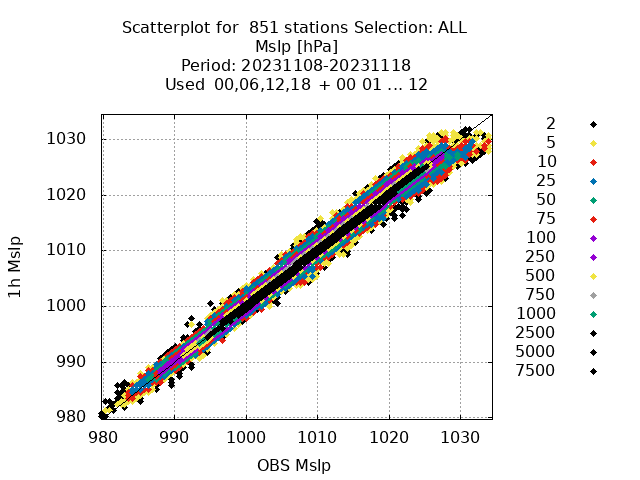 Scatterplot for  851 stations Selection: ALL
Mslp [hPa]
Period: 20231108-20231118
Used  00,06,12,18  + 00 01 ... 12
1h Mslp
1030
1020
1010
1000
990
980
980 990 1000 1010 1020 1030
OBS Mslp
2
5
10
25
50
75
100
250
500
750
1000
2500
5000
7500